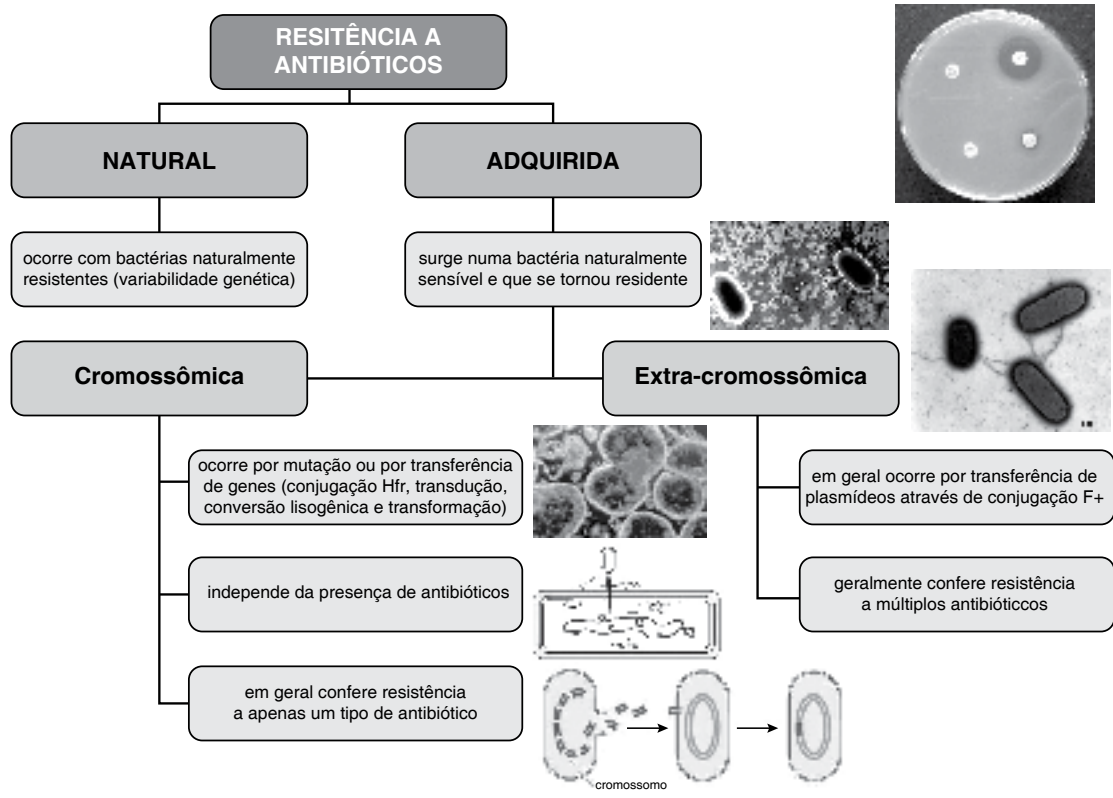 RESITÊNCIA A
ANTIBIÓTICOS
NATURAL
ADQUIRIDA
ocorre com bactérias naturalmente
resistentes (variabilidade genética)
surge numa bactéria naturalmente
sensível e que se tornou residente
Cromossômica
Extra-cromossômica
ocorre por mutação ou por transferência
de genes (conjugação Hfr, transdução,
conversão lisogênica e transformação)
em geral ocorre por transferência de
plasmídeos através de conjugação F+
independe da presença de antibióticos
geralmente confere resistência
a múltiplos antibióticcos
em geral confere resistência
a apenas um tipo de antibiótico
cromossomo